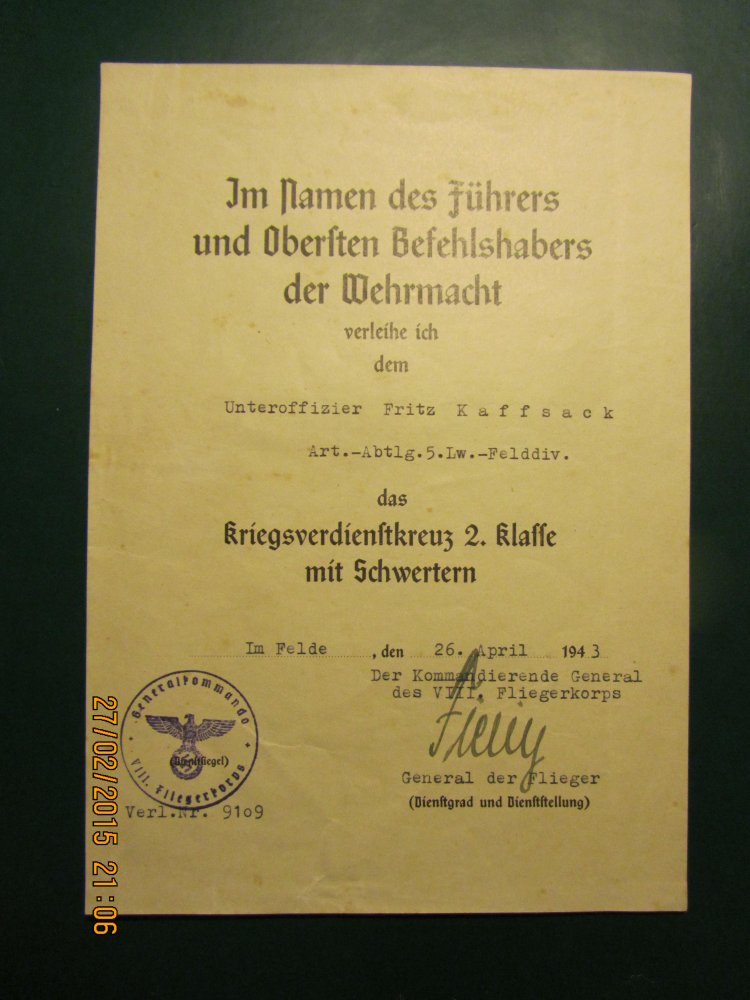 Im Namen des Führers
und Obersten Befehlshabers
der Wehrmacht
verleihe ich
dem
Unteroffizier Fritz Kaffsack
Art.-Abtlg.5.Lw.-Felddiv.
das
Kriegsverdienstkreuz 2. Klasse
mit Schwertern
Im Felde, den 26. April 1943
Der Kommandierende General
des VIII. Fliegerkorps
Generalkommando
(Dienstsiegel)
VIII. Fliegerkorps
General der Flieger
(Dienstgrad und Dienststellung)
Verl.Nr. 9109
27/02/2015 21:06